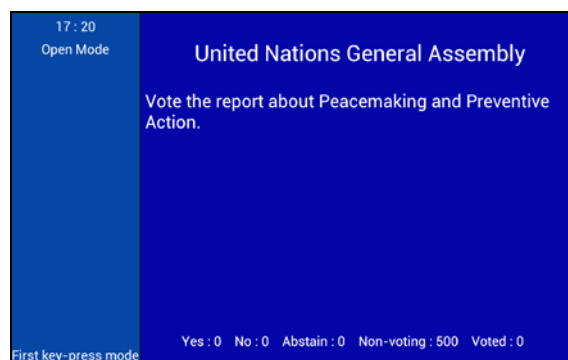 17 : 20
Open Mode
United Nations General Assembly
Vote the report about Peacemaking and Preventive
Action.
Yes : 0 No : 0 Abstain : 0 Non-voting : 500 Voted : 0
First key-press mode